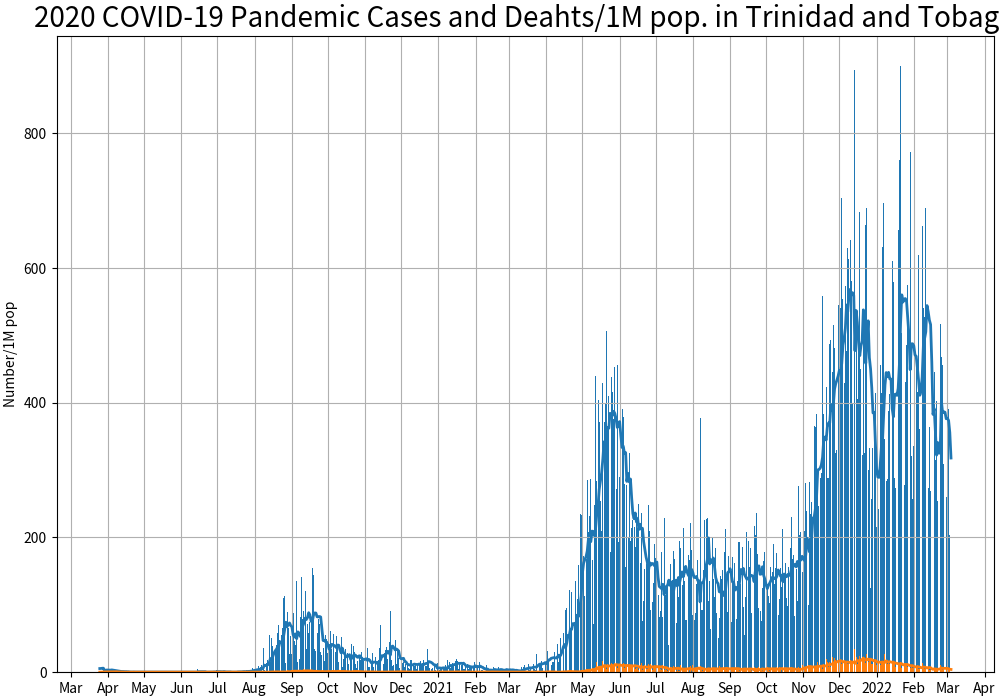 2020 COVID-19 Pandemic Cases and Deahts/1M pop. in Trinidad and Tobag
800
600
400
200
0
Number/1M pop
Mar Apr May Jun Jul Aug Sep Oct Nov Dec 2021 Feb Mar Apr May Jun Jul Aug Sep Oct Nov Dec 2022 Feb Mar Apr